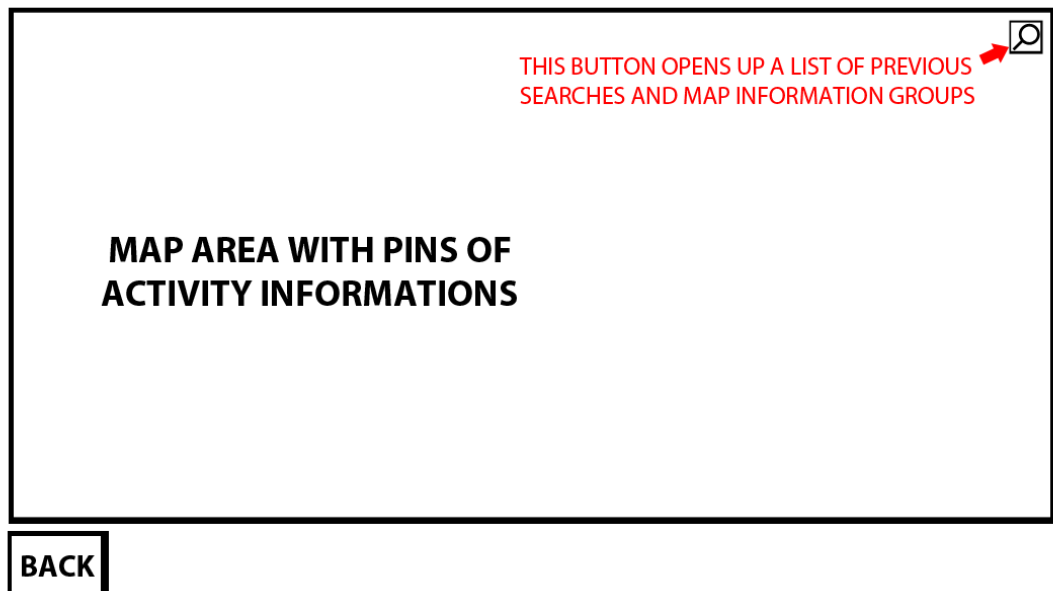 THIS BUTTON OPENS UP A LIST OF PREVIOUS
SEARCHES AND MAP INFORMATION GROUPS
MAP AREA WITH PINS OF
ACTIVITY INFORMATIONS
BACK